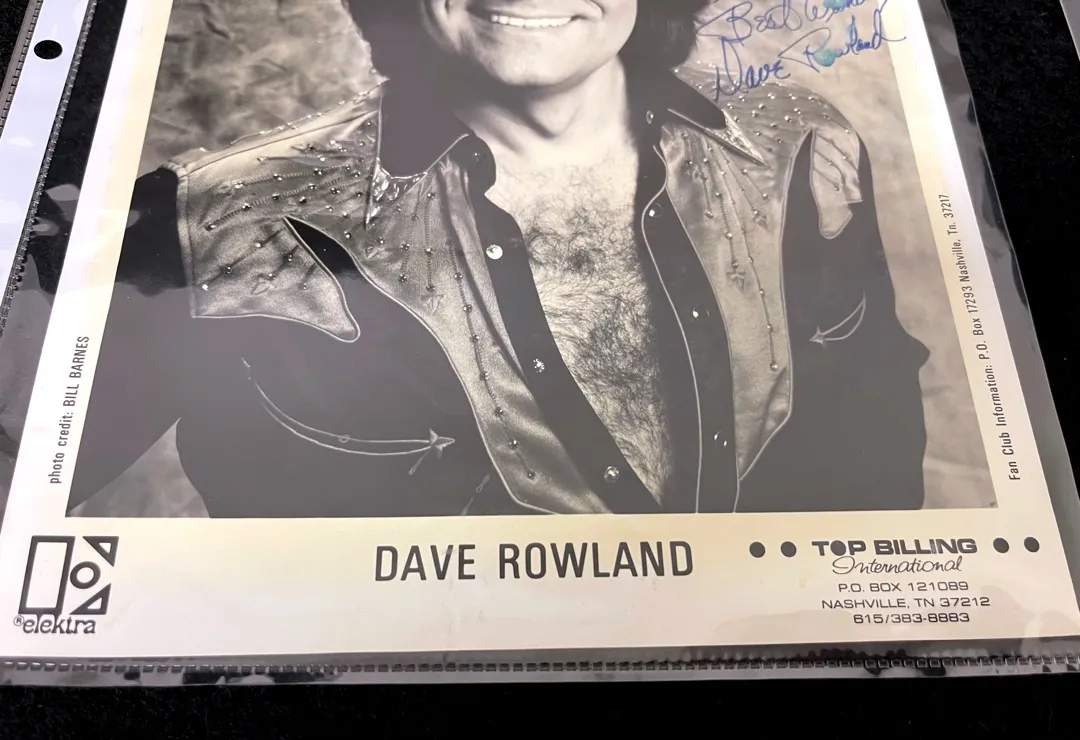 Best Wishes
Dave Rowland
photo credit: BILL BARNES
Fan Club Information: P.O. Box 17293 Nashville, Tn. 37217
®elektra
DAVE ROWLAND
TOP BILLING
International
P.O. BOX 121089
NASHVILLE, TN 37212
615/383-8883